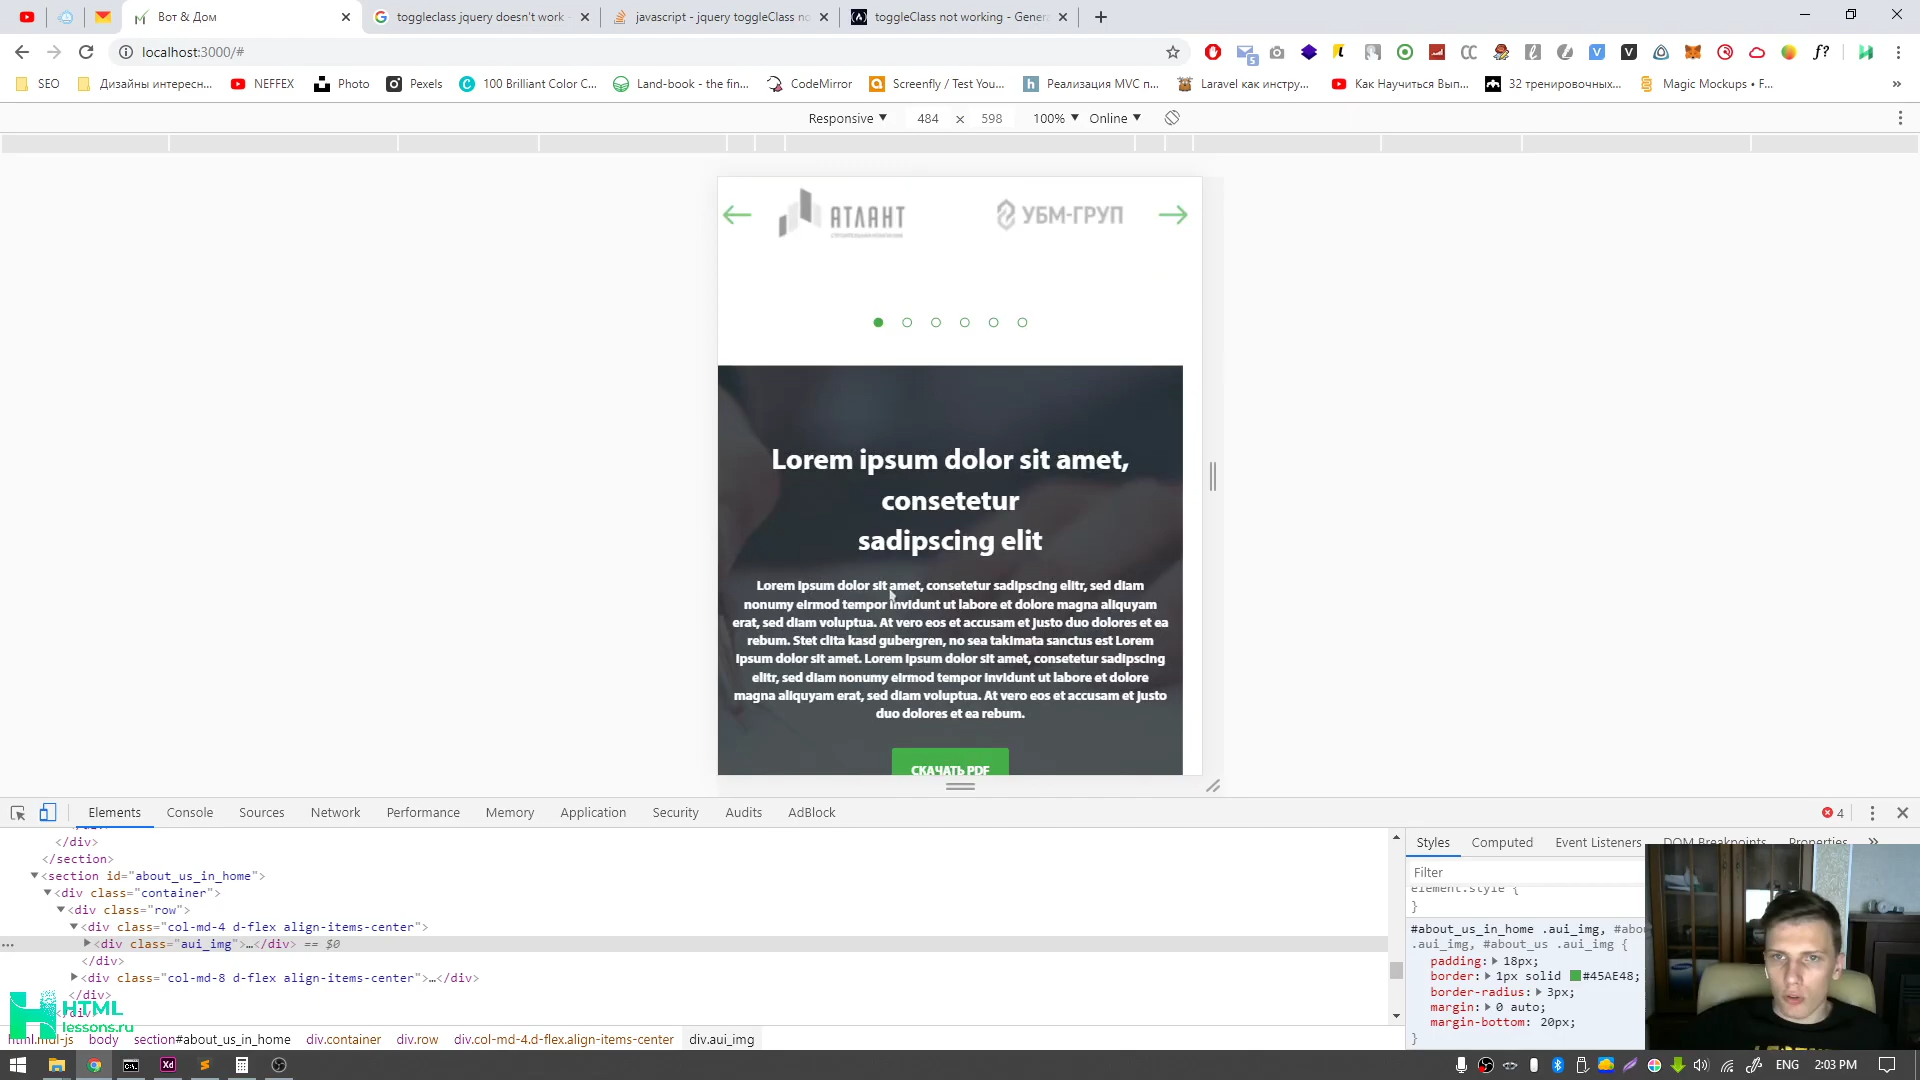 Вот & Дом
toggleclass jquery doesn't work
javascript - jquery toggleClass no
toggleClass not working - Genera
localhost:3000/#
5
f?
SEO
Дизайны интересн...
NEFFEX
Photo
Pexels
100 Brilliant Color C...
Land-book - the fin...
CodeMirror
Screenfly / Test You...
Реализация MVC п...
Laravel как инстру...
Как Научиться Вып...
32 тренировочных...
Magic Mockups • F...
»
Responsive
484 × 598
100%
Online
АТЛАНТ
УБМ-ГРУП
Lorem ipsum dolor sit amet,
consetetur
sadipscing elit
Lorem ipsum dolor sit amet, consetetur sadipscing elitr, sed diam
nonumy eirmod tempor invidunt ut labore et dolore magna aliquyam
erat, sed diam voluptua. At vero eos et accusam et justo duo dolores et ea
rebum. Stet clita kasd gubergren, no sea takimata sanctus est Lorem
ipsum dolor sit amet. Lorem ipsum dolor sit amet, consetetur sadipscing
elitr, sed diam nonumy eirmod tempor invidunt ut labore et dolore
magna aliquyam erat, sed diam voluptua. At vero eos et accusam et justo
duo dolores et ea rebum.
СКАЧАТЬ PDF
Elements
Console
Sources
Network
Performance
Memory
Application
Security
Audits
AdBlock
4
</div>
</section>
<section id="about_us_in_home">
<div class="container">
<div class="row">
<div class="col-md-4 d-flex align-items-center">
<div class="aui_img">…</div> == $0
</div>
<div class="col-md-8 d-flex align-items-center">…</div>
</div>
Styles
Computed
Event Listeners
DOM Breakpoints
Properties
»
Filter
element.style {
}
#about_us_in_home .aui_img, #abou
.aui_img, #about_us .aui_img {
padding: 18px;
border: 1px solid #45AE48;
border-radius: 3px;
margin: 0 auto;
margin-bottom: 20px;
}
HTML
lessons.ru
html.mdl-js
body
section#about_us_in_home
div.container
div.row
div.col-md-4.d-flex.align-items-center
div.aui_img
Xd
ENG
2:03 PM